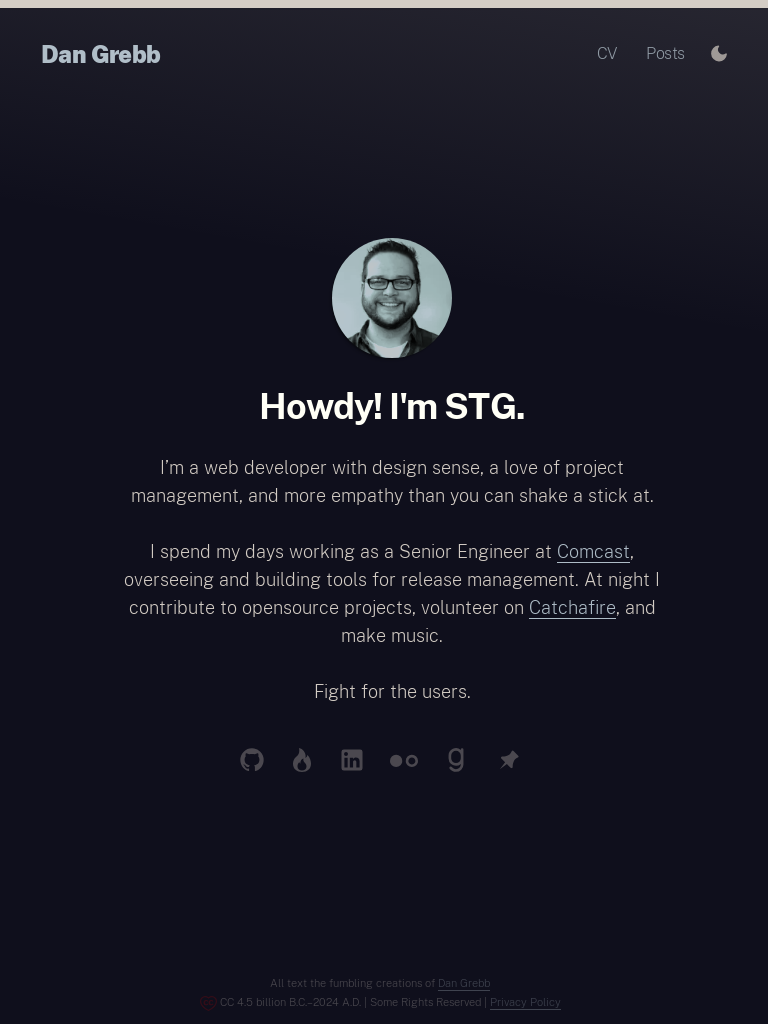 Dan Grebb
CV
Posts
Howdy! I'm STG.
I’m a web developer with design sense, a love of project
management, and more empathy than you can shake a stick at.
I spend my days working as a Senior Engineer at Comcast,
overseeing and building tools for release management. At night I
contribute to opensource projects, volunteer on Catchafire, and
make music.
Fight for the users.
All text the fumbling creations of Dan Grebb
CC 4.5 billion B.C.–2024 A.D. | Some Rights Reserved | Privacy Policy